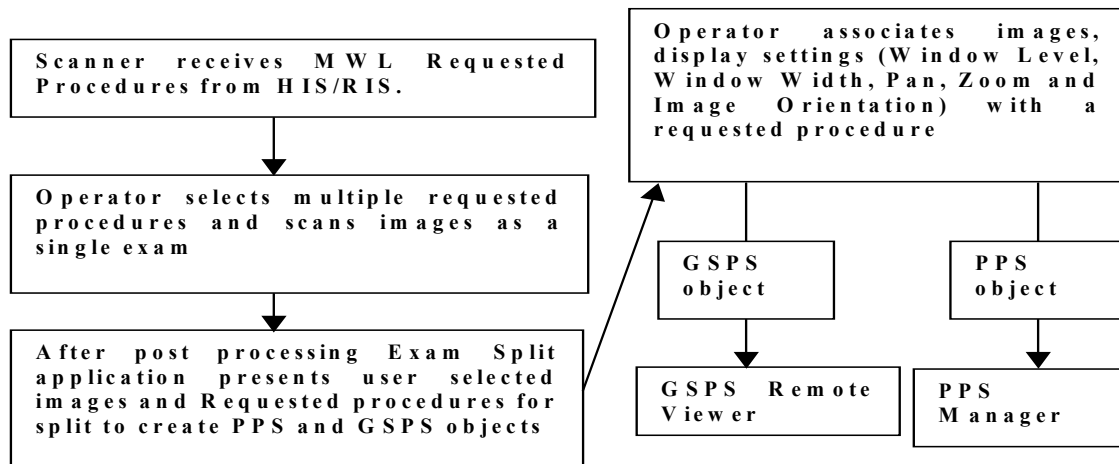 Scanner receives MWL Requested
Procedures from HIS/RIS.
Operator selects multiple requested
procedures and scans images as a
single exam
After post processing Exam Split
application presents user selected
images and Requested procedures for
split to create PPS and GSPS objects
Operator associates images,
display settings (Window Level,
Window Width, Pan, Zoom and
Image Orientation) with a
requested procedure
GSPS
object
PPS
object
GSPS Remote
Viewer
PPS
Manager